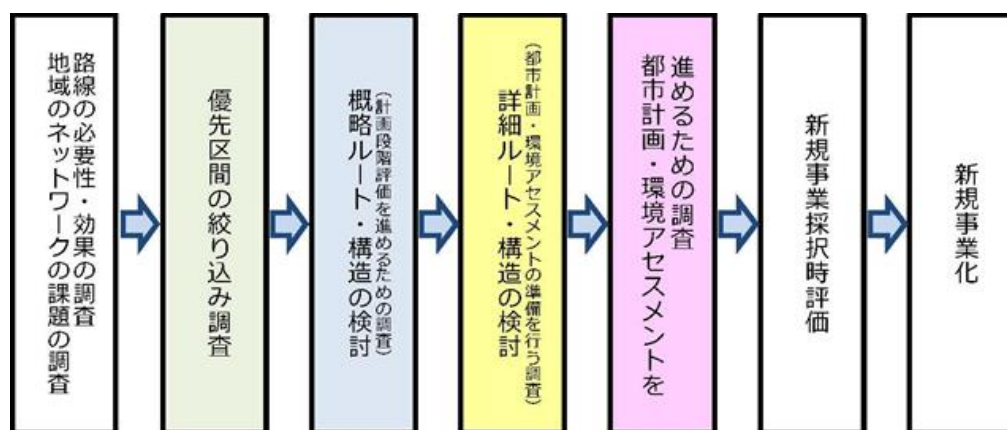 地域のネットワークの課題の調査
路線の必要性・効果の調査
優先区間の絞り込み調査
概略ルート・構造の検討
(計画段階評価を進めるための調査)
詳細ルート・構造の検討
(都市計画・環境アセスメントの準備を行う調査)
都市計画・環境アセスメントを
進めるための調査
新規事業採択時評価
新規事業化